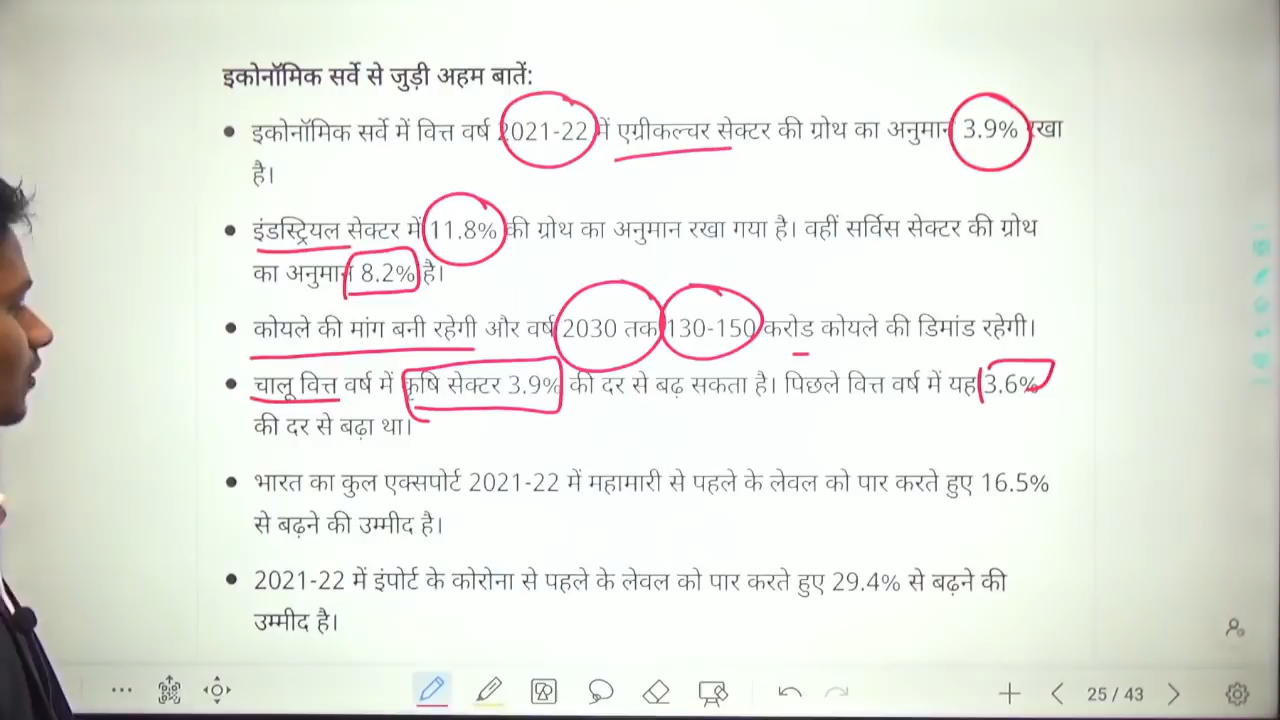 इकोनॉमिक सर्वे से जुड़ी अहम बातें:
• इकोनॉमिक सर्वे में वित्त वर्ष 2021-22 में एग्रीकल्चर सेक्टर की ग्रोथ का अनुमान 3.9% रखा
है।
• इंडस्ट्रियल सेक्टर में 11.8% की ग्रोथ का अनुमान रखा गया है। वहीं सर्विस सेक्टर की ग्रोथ
का अनुमान 8.2% है।
• कोयले की मांग बनी रहेगी और वर्ष 2030 तक 130-150 करोड कोयले की डिमांड रहेगी।
• चालू वित्त वर्ष में कृषि सेक्टर 3.9% की दर से बढ़ सकता है। पिछले वित्त वर्ष में यह 3.6%
की दर से बढ़ा था।
• भारत का कुल एक्सपोर्ट 2021-22 में महामारी से पहले के लेवल को पार करते हुए 16.5%
से बढ़ने की उम्मीद है।
• 2021-22 में इंपोर्ट के कोरोना से पहले के लेवल को पार करते हुए 29.4% से बढ़ने की
उम्मीद है।
25 / 43